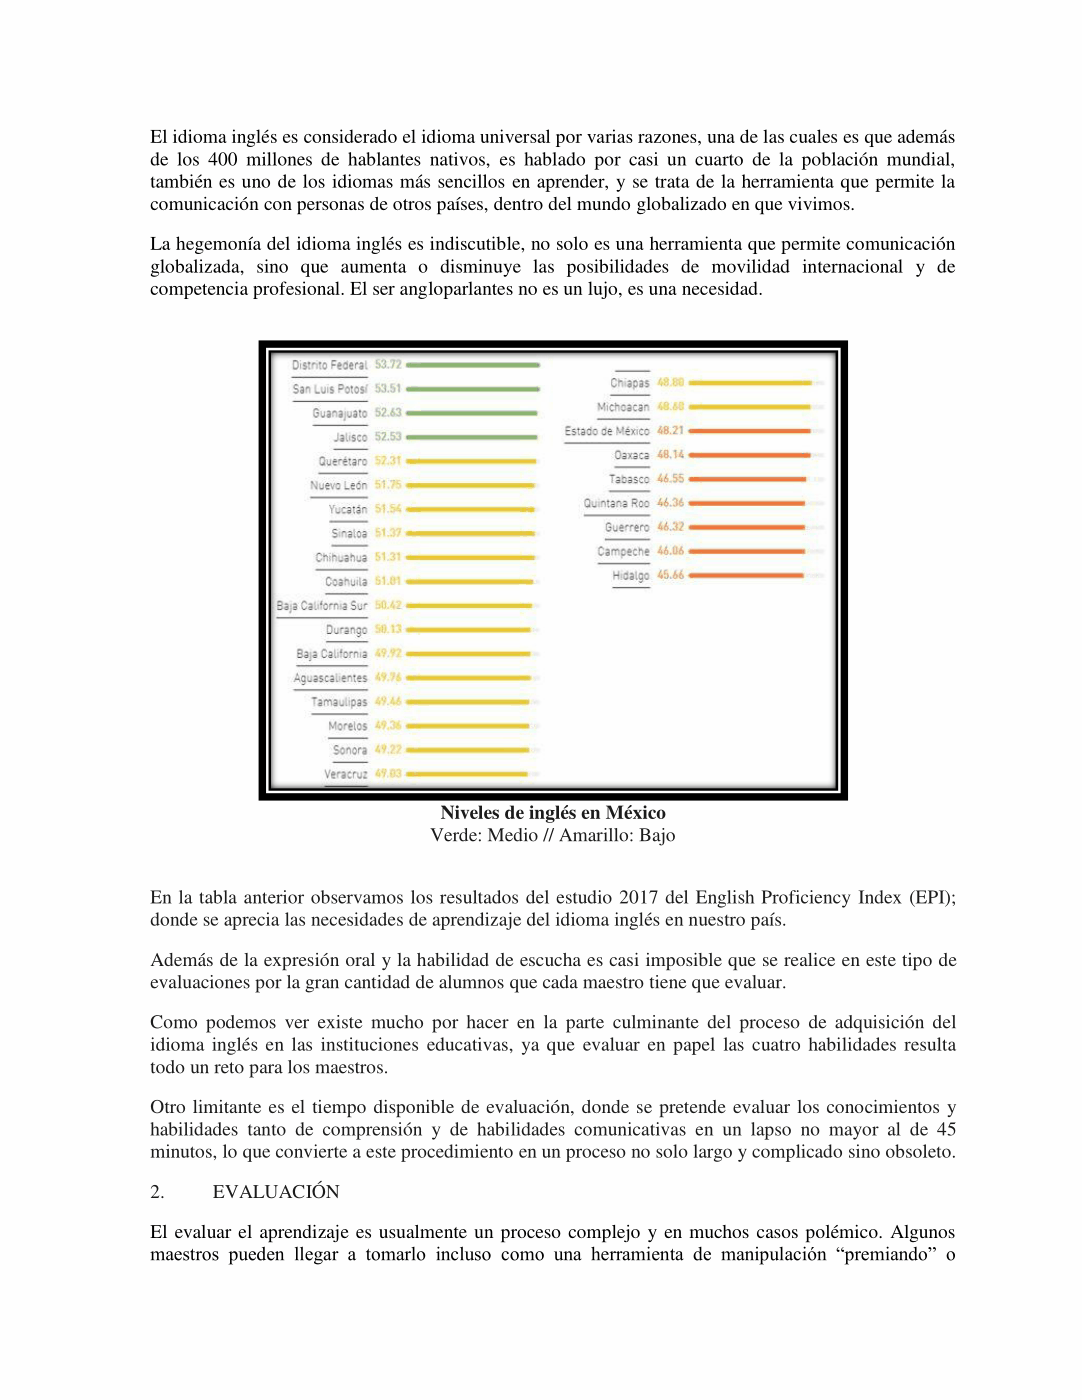 El idioma inglés es considerado el idioma universal por varias razones, una de las cuales es que además
de los 400 millones de hablantes nativos, es hablado por casi un cuarto de la población mundial,
también es uno de los idiomas más sencillos en aprender, y se trata de la herramienta que permite la
comunicación con personas de otros países, dentro del mundo globalizado en que vivimos.
La hegemonía del idioma inglés es indiscutible, no solo es una herramienta que permite comunicación
globalizada, sino que aumenta o disminuye las posibilidades de movilidad internacional y de
competencia profesional. El ser angloparlantes no es un lujo, es una necesidad.
Distrito Federal 53.72
San Luis Potosí 53.51
Guanajuato 52.63
Jalisco 52.53
Querétaro 52.31
Nuevo León 51.75
Yucatán 51.54
Sinaloa 51.37
Chihuahua 51.31
Coahuila 51.01
Baja California Sur 50.42
Durango 50.13
Baja California 49.92
Aguascalientes 49.76
Tamaulipas 49.46
Morelos 49.36
Sonora 49.22
Veracruz 49.03
Chiapas 48.80
Michoacan 48.60
Estado de México 48.21
Oaxaca 48.14
Tabasco 46.55
Quintana Roo 46.36
Guerrero 46.32
Campeche 46.06
Hidalgo 45.66
Niveles de inglés en México
Verde: Medio // Amarillo: Bajo
En la tabla anterior observamos los resultados del estudio 2017 del English Proficiency Index (EPI);
donde se aprecia las necesidades de aprendizaje del idioma inglés en nuestro país.
Además de la expresión oral y la habilidad de escucha es casi imposible que se realice en este tipo de
evaluaciones por la gran cantidad de alumnos que cada maestro tiene que evaluar.
Como podemos ver existe mucho por hacer en la parte culminante del proceso de adquisición del
idioma inglés en las instituciones educativas, ya que evaluar en papel las cuatro habilidades resulta
todo un reto para los maestros.
Otro limitante es el tiempo disponible de evaluación, donde se pretende evaluar los conocimientos y
habilidades tanto de comprensión y de habilidades comunicativas en un lapso no mayor al de 45
minutos, lo que convierte a este procedimiento en un proceso no solo largo y complicado sino obsoleto.
2. EVALUACIÓN
El evaluar el aprendizaje es usualmente un proceso complejo y en muchos casos polémico. Algunos
maestros pueden llegar a tomarlo incluso como una herramienta de manipulación “premiando” o